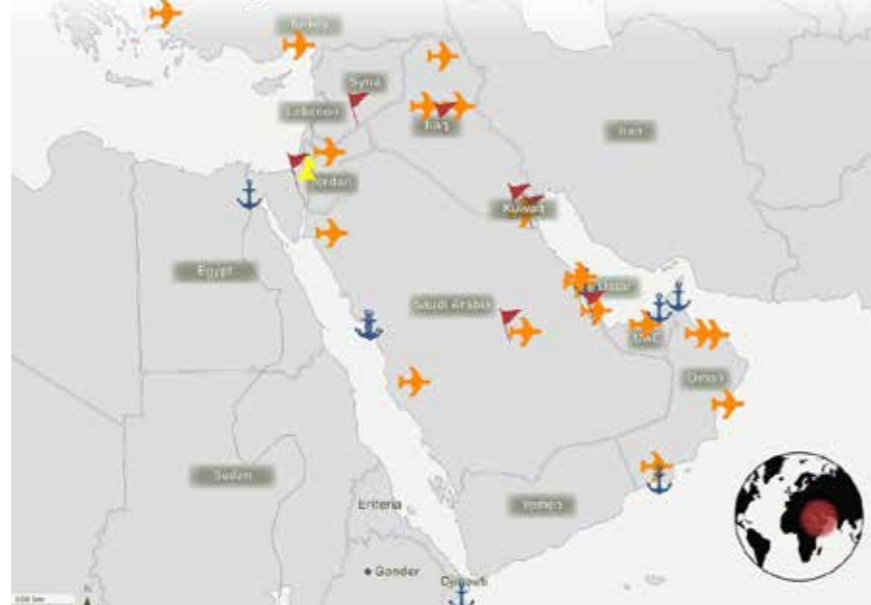 Turkey
Syria
Lebanon
Iraq
Iran
Jordan
Kuwait
Egypt
Qatar
Saudi Arabia
UAE
Oman
Sudan
Eritrea
Yemen
Gonder
Djibouti
N